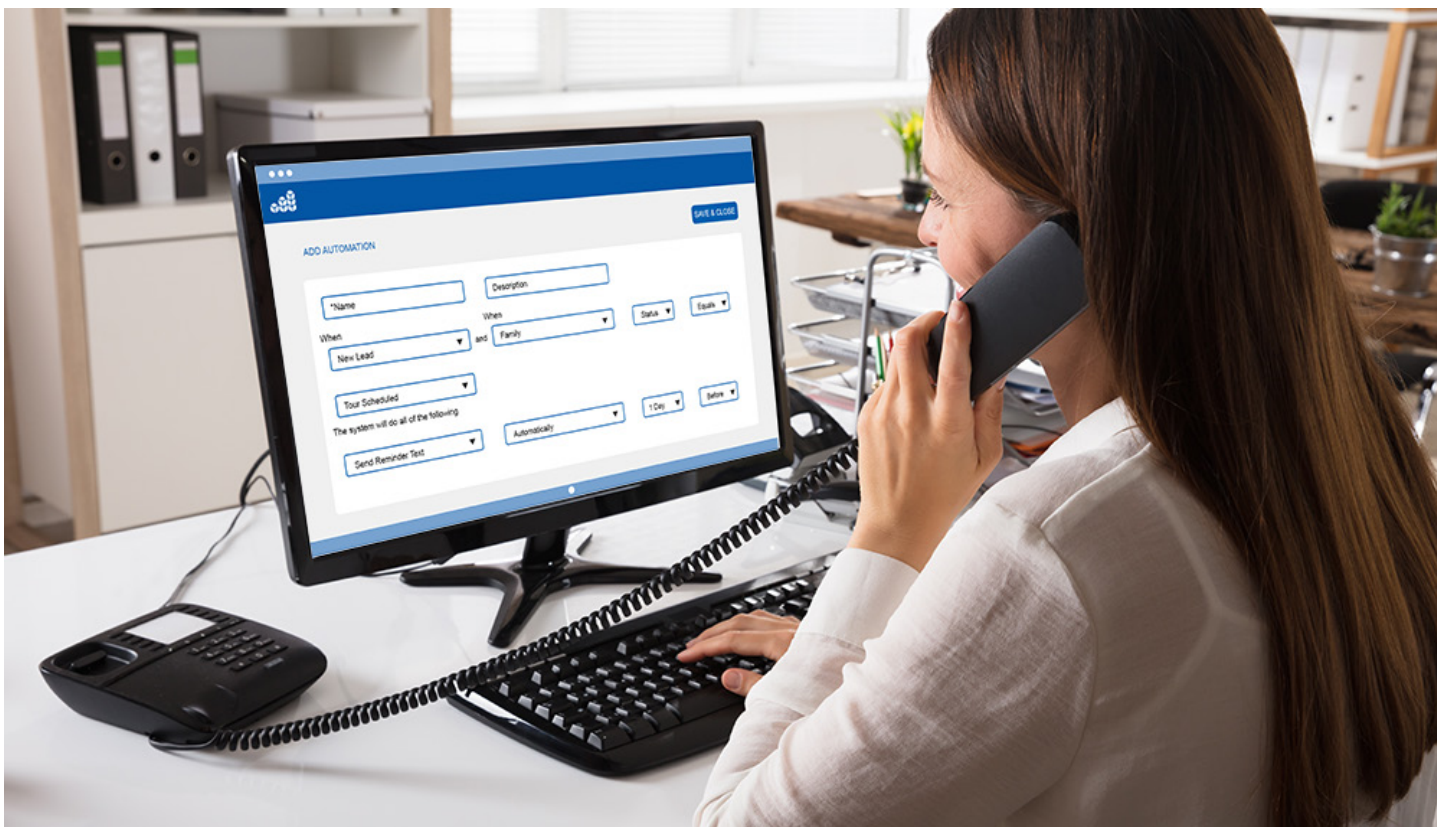 SAVE & CLOSE
ADD AUTOMATION
*Name Description
When When
New Lead ▼ and Family ▼ Status ▼ Equals ▼
Tour Scheduled ▼
The system will do all of the following
Send Reminder Text ▼ Automatically ▼ 1 Day ▼ Before ▼